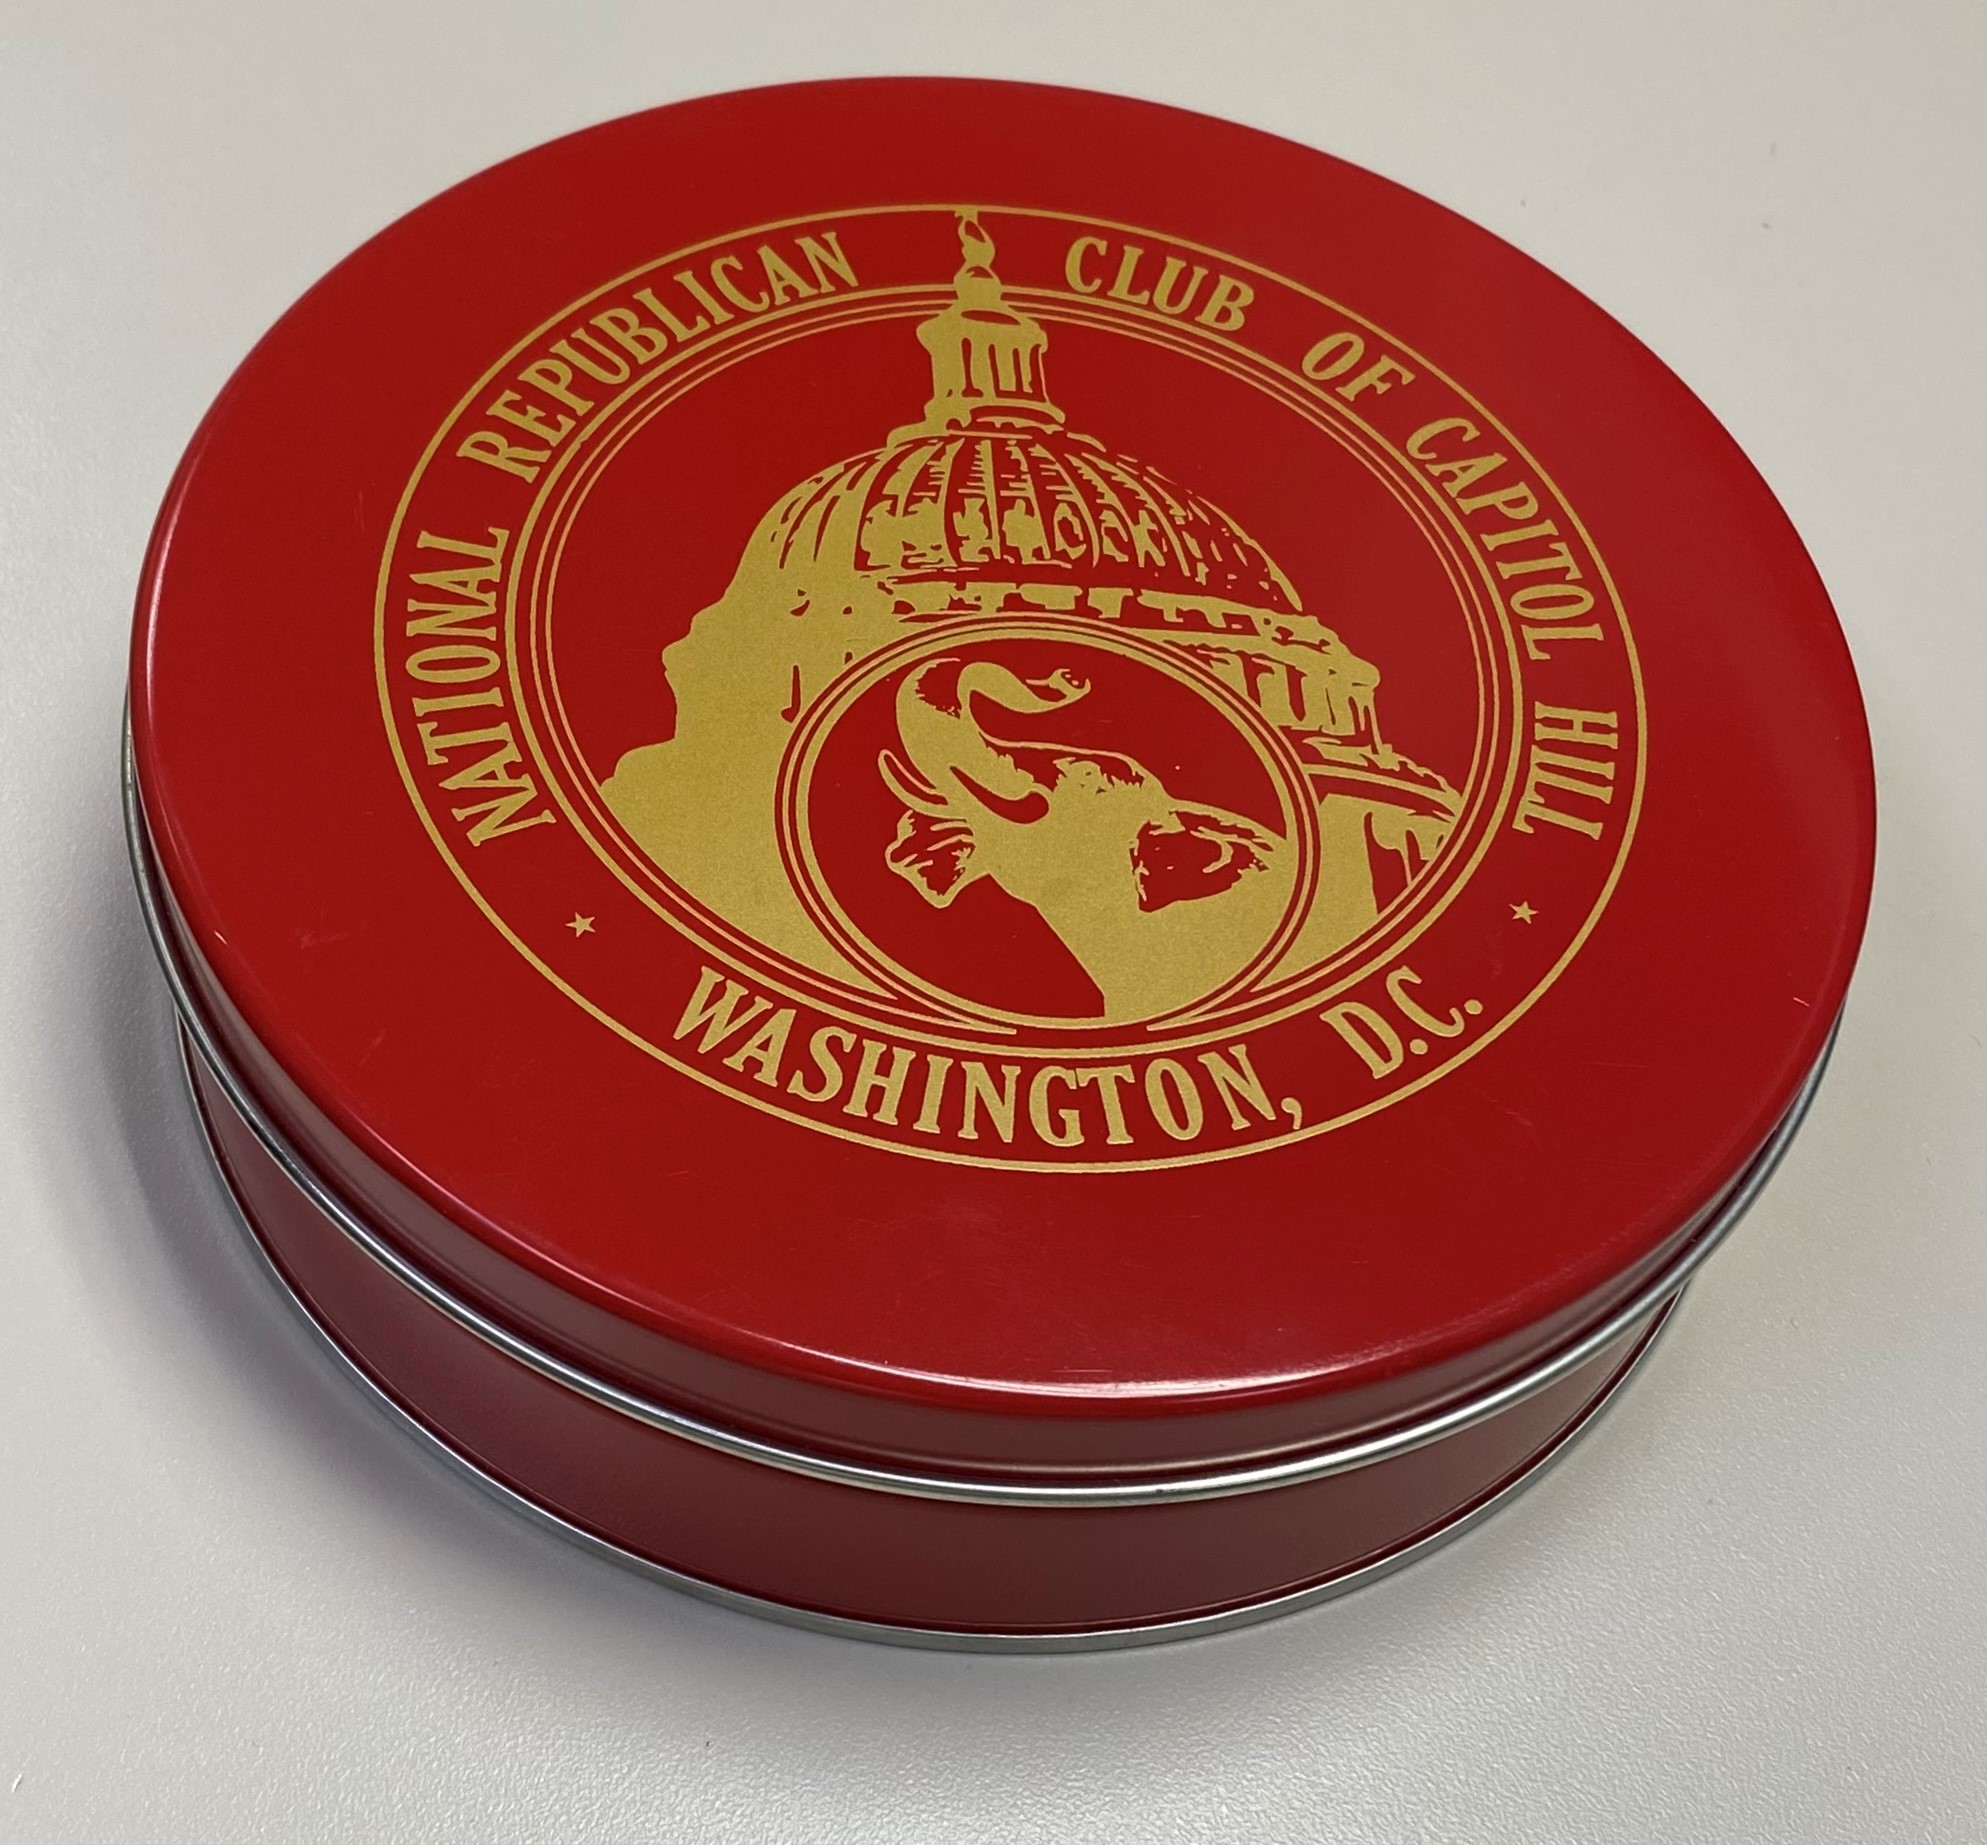 NATIONAL REPUBLICAN CLUB OF CAPITOL HILL
WASHINGTON, D.C.